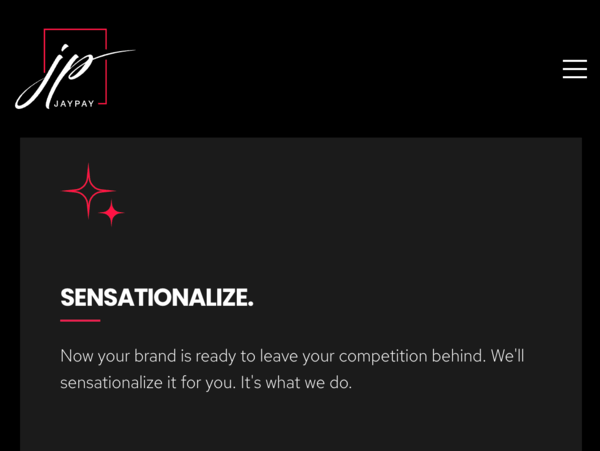 jp
JAYPAY
SENSATIONALIZE.
Now your brand is ready to leave your competition behind. We'll
sensationalize it for you. It's what we do.